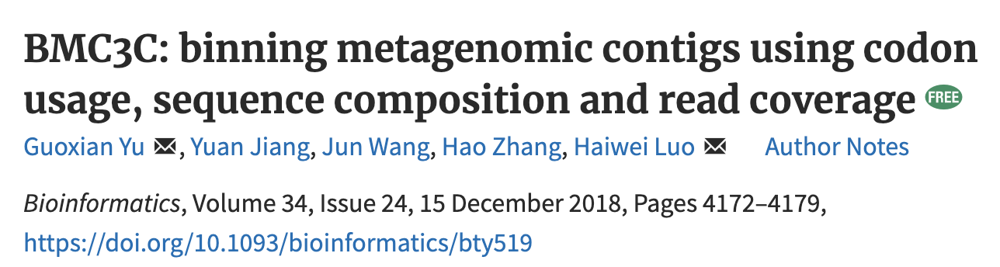 BMC3C: binning metagenomic contigs using codon
usage, sequence composition and read coverage FREE
Guoxian Yu, Yuan Jiang, Jun Wang, Hao Zhang, Haiwei Luo Author Notes
Bioinformatics, Volume 34, Issue 24, 15 December 2018, Pages 4172–4179,
https://doi.org/10.1093/bioinformatics/bty519